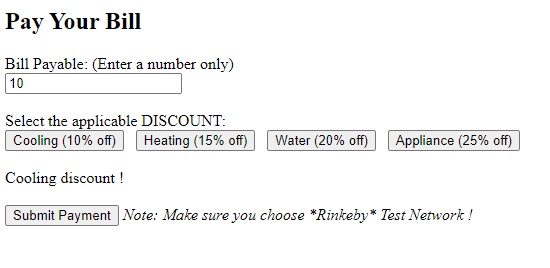 Pay Your Bill
Bill Payable: (Enter a number only)
10
Select the applicable DISCOUNT:
Cooling (10% off) Heating (15% off) Water (20% off) Appliance (25% off)
Cooling discount !
Submit Payment Note: Make sure you choose *Rinkeby* Test Network !